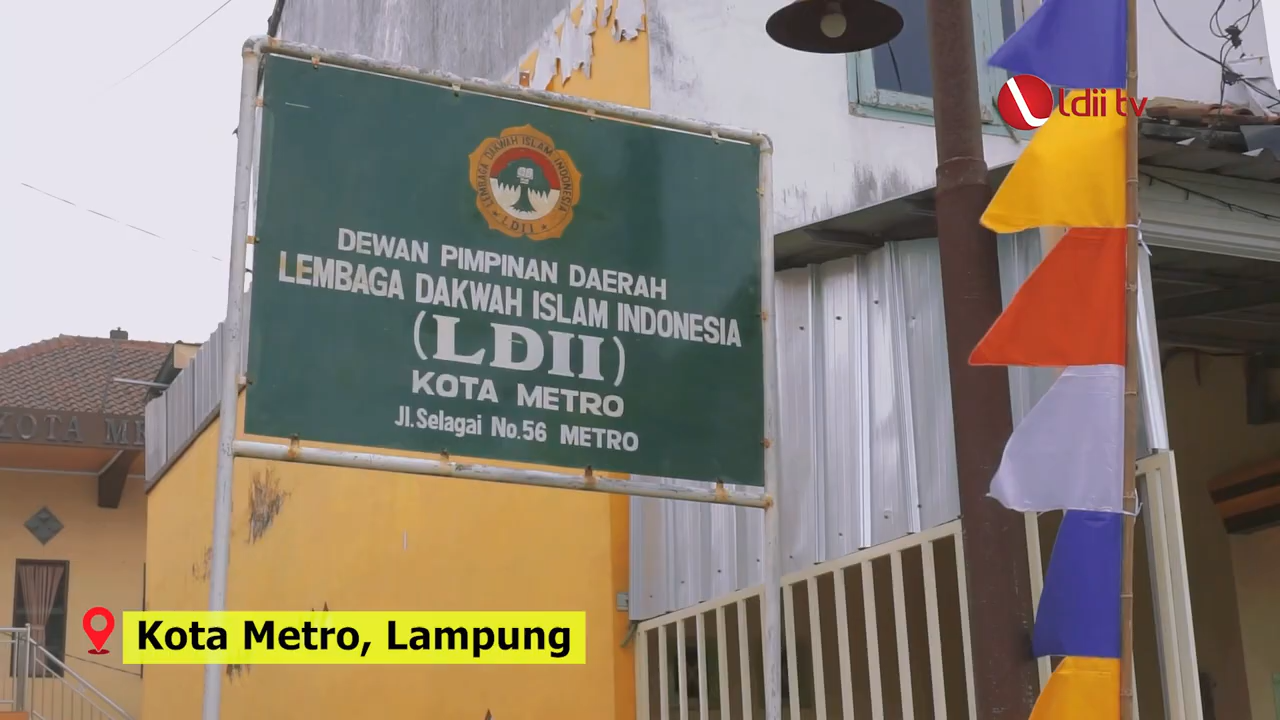 ldii tv
LEMBAGA DAKWAH ISLAM INDONESIA
LDII
DEWAN PIMPINAN DAERAH
LEMBAGA DAKWAH ISLAM INDONESIA
(LDII)
KOTA METRO
Jl.Selagai No.56 METRO
KOTA
Kota Metro, Lampung